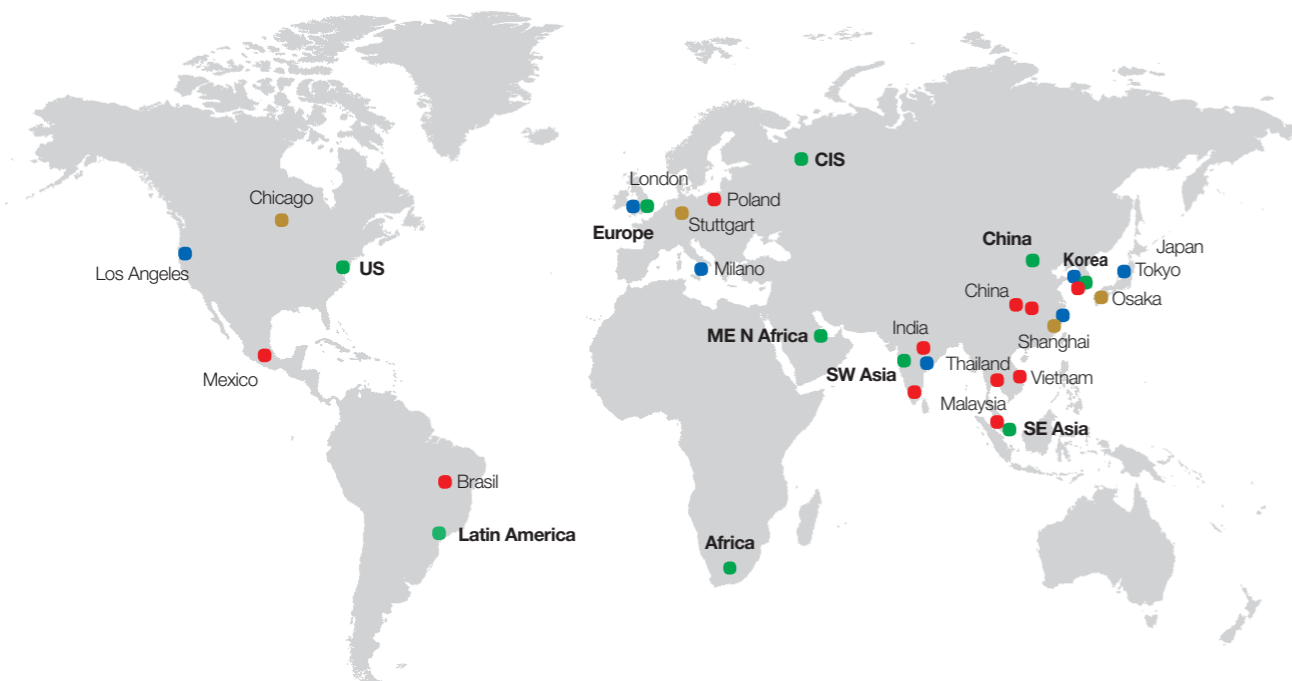 CIS
London
Poland
Chicago
Stuttgart
Europe
China
Japan
Korea
Los Angeles
US
Milano
Tokyo
China
Osaka
ME N Africa
India
Shanghai
Thailand
SW Asia
Vietnam
Mexico
Malaysia
SE Asia
Brasil
Latin America
Africa